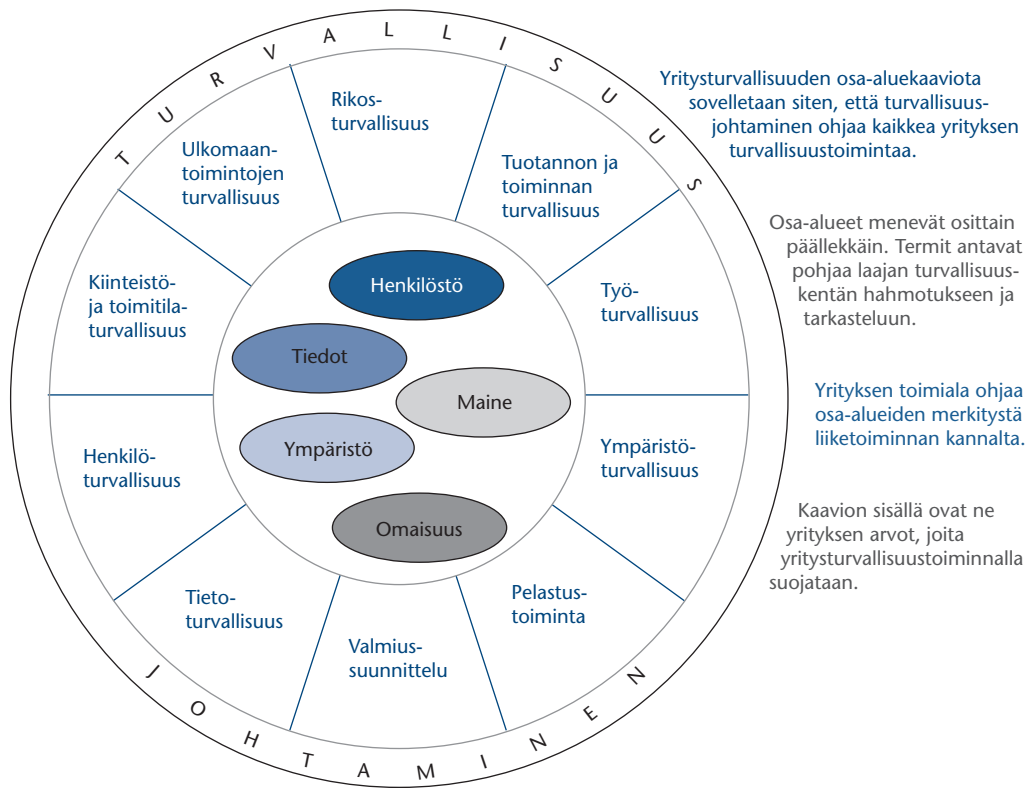 TURVALLISUUS
JOHTAMINEN
Rikos-
turvallisuus
Tuotannon ja
toiminnan
turvallisuus
Työ-
turvallisuus
Ympäristö-
turvallisuus
Pelastus-
toiminta
Valmius-
suunnittelu
Tieto-
turvallisuus
Henkilö-
turvallisuus
Kiinteistö-
ja toimitila-
turvallisuus
Ulkomaan-
toimintojen
turvallisuus
Henkilöstö
Tiedot
Maine
Ympäristö
Omaisuus
Yritysturvallisuuden osa-aluekaaviota
sovelletaan siten, että turvallisuus-
johtaminen ohjaa kaikkea yrityksen
turvallisuustoimintaa.
Osa-alueet menevät osittain
päällekkäin. Termit antavat
pohjaa laajan turvallisuus-
kentän hahmotukseen ja
tarkasteluun.
Yrityksen toimiala ohjaa
osa-alueiden merkitystä
liiketoiminnan kannalta.
Kaavion sisällä ovat ne
yrityksen arvot, joita
yritysturvallisuustoiminnalla
suojataan.